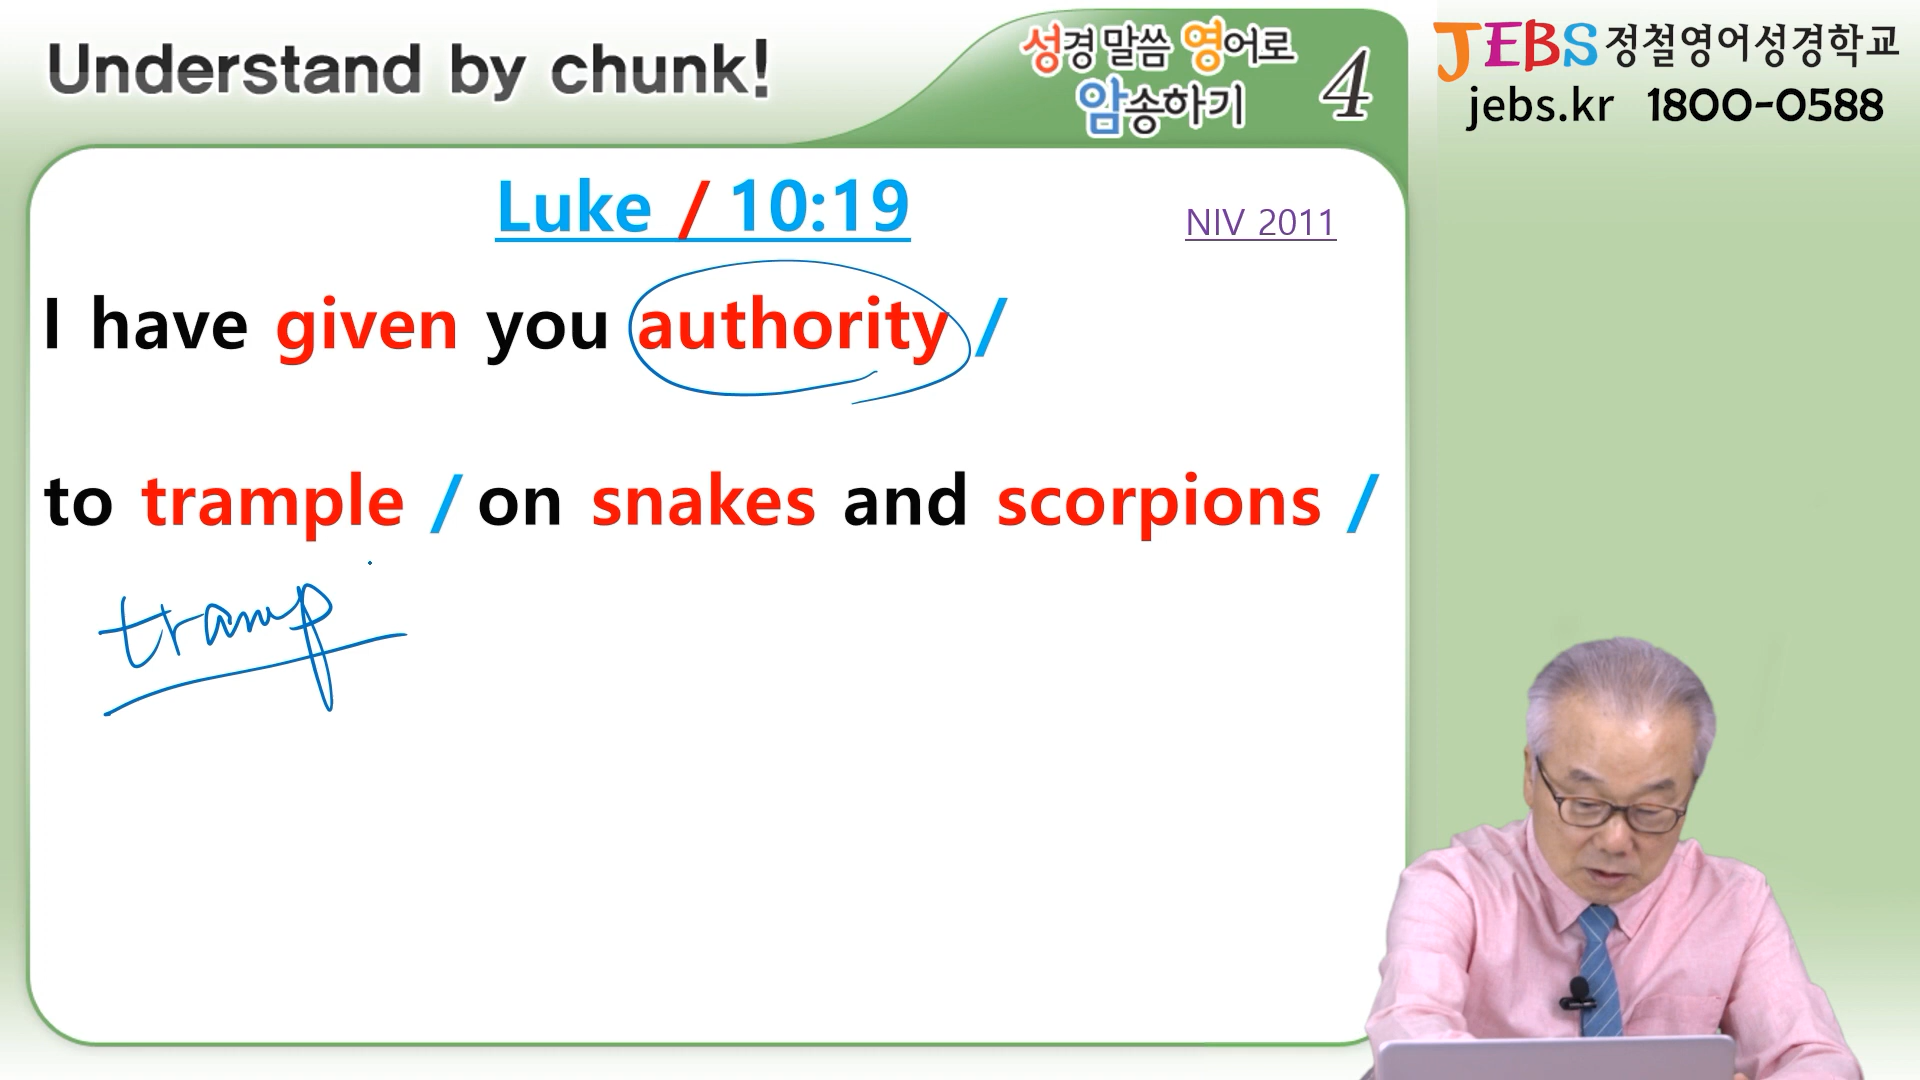 Understand by chunk!
성경 말씀 영어로
암송하기 4
JEBS 정철영어성경학교
jebs.kr 1800-0588
Luke / 10:19
NIV 2011
I have given you authority /
to trample / on snakes and scorpions /
tramp